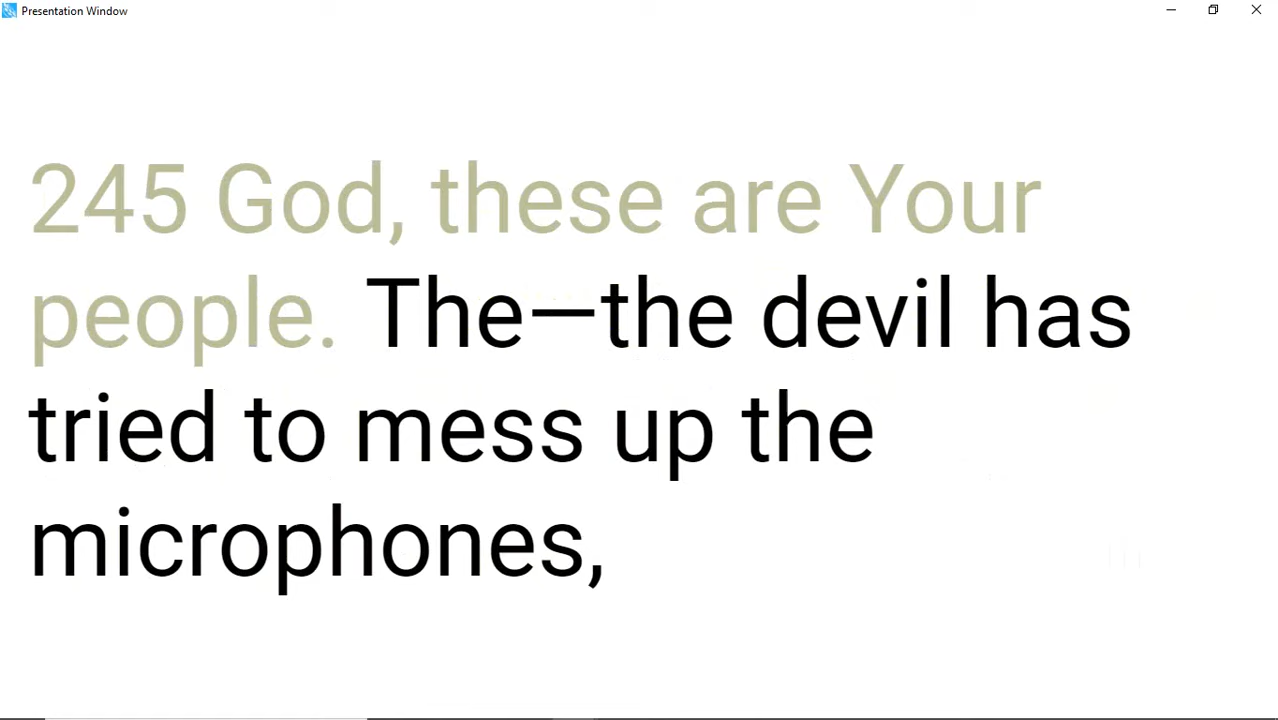 Presentation Window
245 God, these are Your
people. The—the devil has
tried to mess up the
microphones,